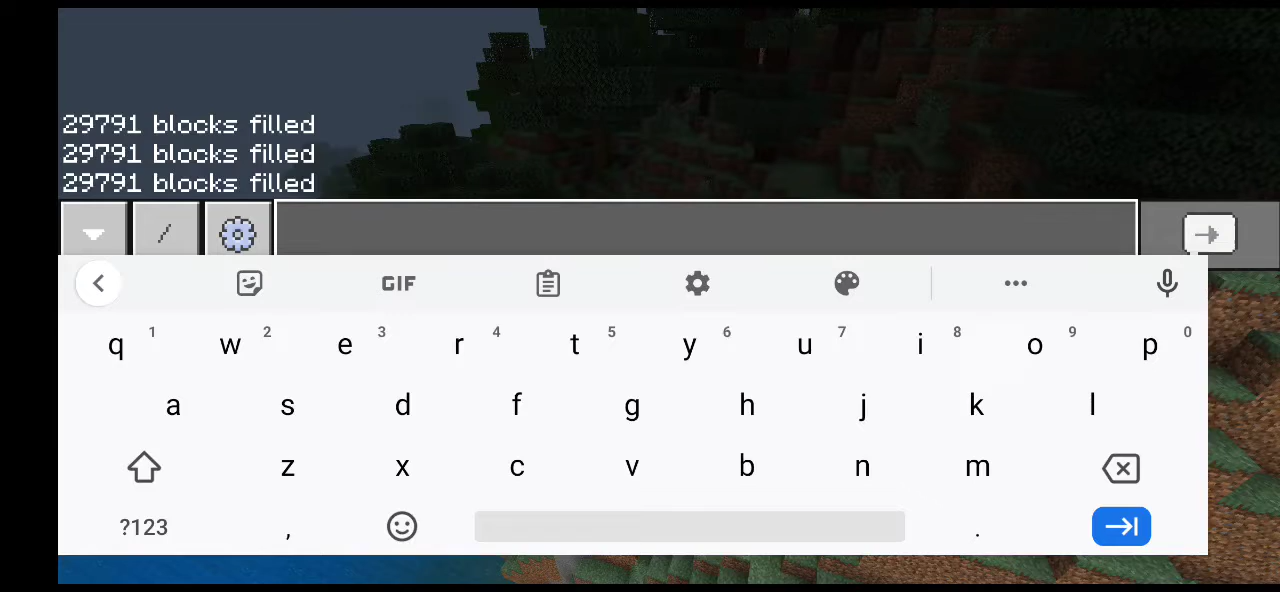 29791 blocks filled
29791 blocks filled
29791 blocks filled
/
GIF
q 1 w 2 e 3 r 4 t 5 y 6 u 7 i 8 o 9 p 0
a s d f g h j k l
z x c v b n m
?123 , .